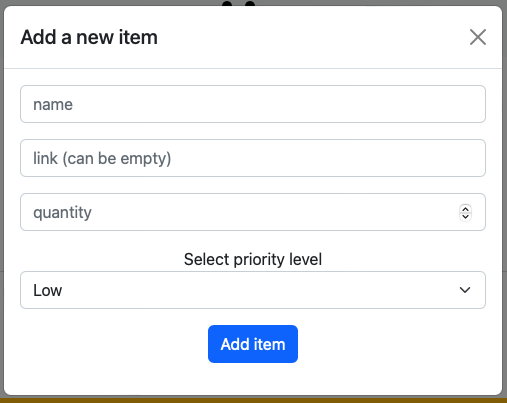 Add a new item
name
link (can be empty)
quantity
Select priority level
Low
Add item